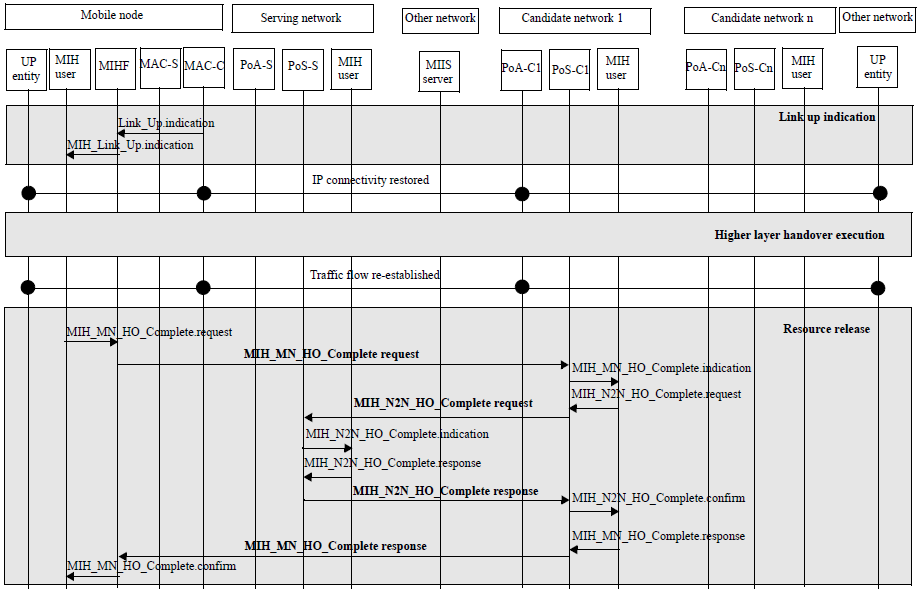 Mobile node
Serving network
Other network
Candidate network 1
Candidate network n
Other network
UP
entity
MIH
user
MIHF
MAC-S
MAC-C
PoA-S
PoS-S
MIH
user
MIIS
server
PoA-C1
PoS-C1
MIH
user
PoA-Cn
PoS-Cn
MIH
user
UP
entity
Link up indication
Link_Up.indication
MIH_Link_Up.indication
IP connectivity restored
Higher layer handover execution
Traffic flow re-established
Resource release
MIH_MN_HO_Complete.request
MIH_MN_HO_Complete request
MIH_MN_HO_Complete.indication
MIH_N2N_HO_Complete.request
MIH_N2N_HO_Complete request
MIH_N2N_HO_Complete.indication
MIH_N2N_HO_Complete.response
MIH_N2N_HO_Complete response
MIH_N2N_HO_Complete.confirm
MIH_MN_HO_Complete.response
MIH_MN_HO_Complete response
MIH_MN_HO_Complete.confirm